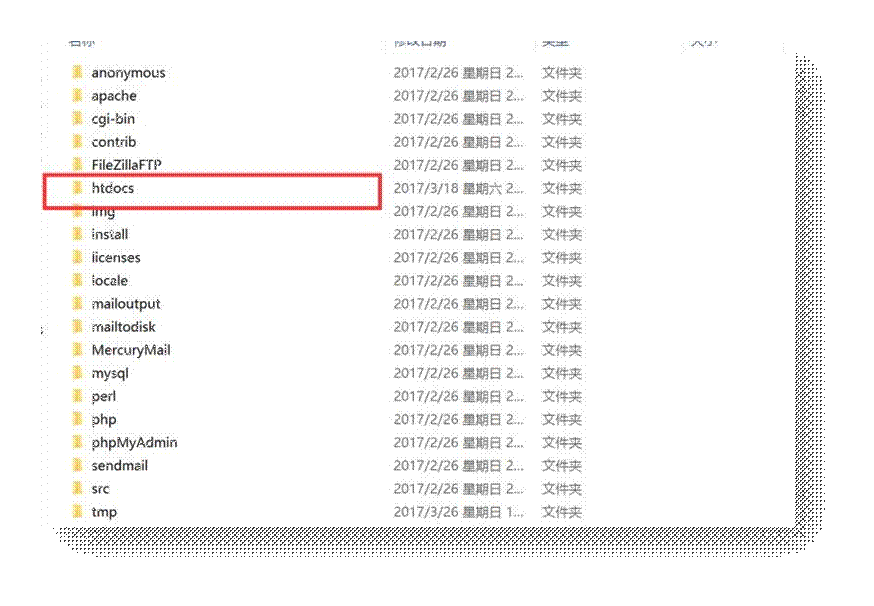 名称 修改日期 类型 大小
anonymous 2017/2/26 星期日 2... 文件夹
apache 2017/2/26 星期日 2... 文件夹
cgi-bin 2017/2/26 星期日 2... 文件夹
contrib 2017/2/26 星期日 2... 文件夹
FileZillaFTP 2017/2/26 星期日 2... 文件夹
htdocs 2017/3/18 星期六 2... 文件夹
img 2017/2/26 星期日 2... 文件夹
install 2017/2/26 星期日 2... 文件夹
licenses 2017/2/26 星期日 2... 文件夹
locale 2017/2/26 星期日 2... 文件夹
mailoutput 2017/2/26 星期日 2... 文件夹
mailtodisk 2017/2/26 星期日 2... 文件夹
MercuryMail 2017/2/26 星期日 2... 文件夹
mysql 2017/2/26 星期日 2... 文件夹
perl 2017/2/26 星期日 2... 文件夹
php 2017/2/26 星期日 2... 文件夹
phpMyAdmin 2017/2/26 星期日 2... 文件夹
sendmail 2017/2/26 星期日 2... 文件夹
src 2017/2/26 星期日 2... 文件夹
tmp 2017/3/26 星期日 1... 文件夹